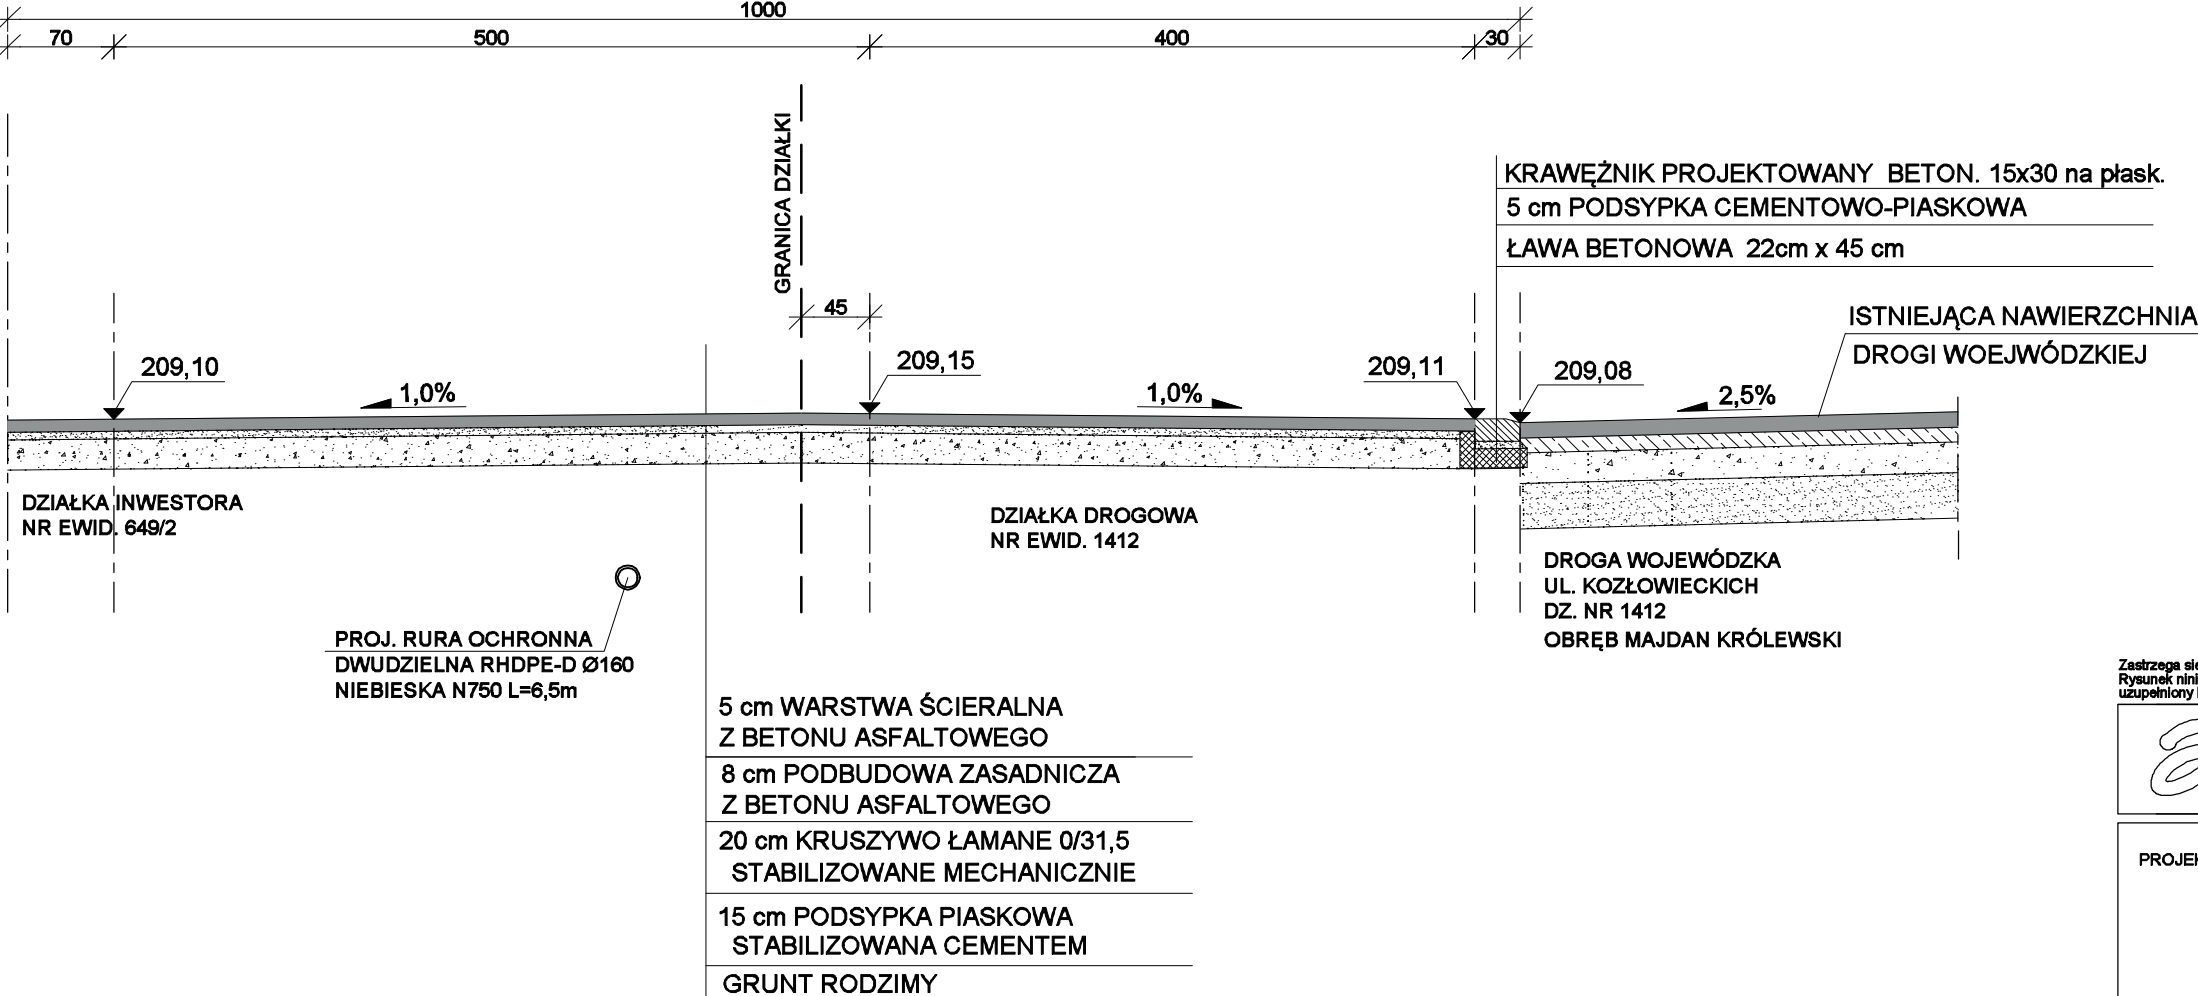 1000
70
500
400
30
GRANICA DZIAŁKI
KRAWĘŻNIK PROJEKTOWANY BETON. 15x30 na płask.
5 cm PODSYPKA CEMENTOWO-PIASKOWA
ŁAWA BETONOWA 22cm x 45 cm
45
ISTNIEJĄCA NAWIERZCHNIA
DROGI WOEJWÓDZKIEJ
209,10
209,15
209,11
209,08
1,0%
1,0%
2,5%
DZIAŁKA INWESTORA
NR EWID. 649/2
DZIAŁKA DROGOWA
NR EWID. 1412
DROGA WOJEWÓDZKA
UL. KOZŁOWIECKICH
DZ. NR 1412
OBRĘB MAJDAN KRÓLEWSKI
PROJ. RURA OCHRONNA
DWUDZIELNA RHDPE-D Ø160
NIEBIESKA N750 L=6,5m
5 cm WARSTWA ŚCIERALNA
Z BETONU ASFALTOWEGO
8 cm PODBUDOWA ZASADNICZA
Z BETONU ASFALTOWEGO
20 cm KRUSZYWO ŁAMANE 0/31,5
STABILIZOWANE MECHANICZNIE
15 cm PODSYPKA PIASKOWA
STABILIZOWANA CEMENTEM
GRUNT RODZIMY
Zastrzega
Rysunek
uzupełniony